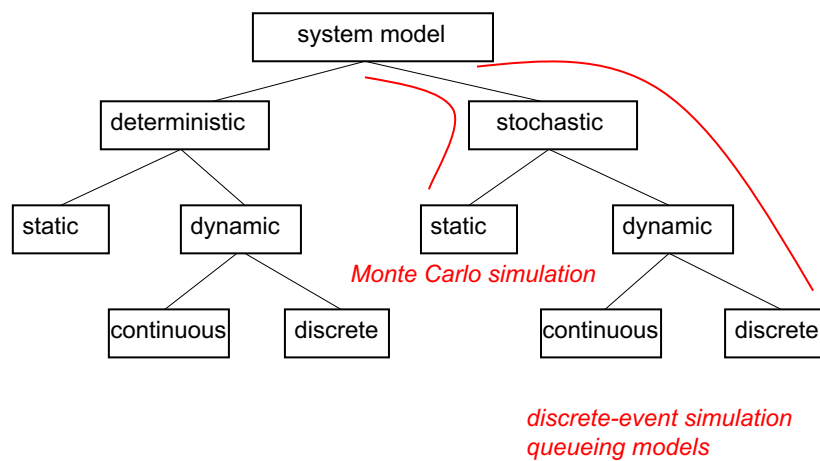 system model
deterministic
stochastic
static
dynamic
static
dynamic
Monte Carlo simulation
continuous
discrete
continuous
discrete
discrete-event simulation
queueing models